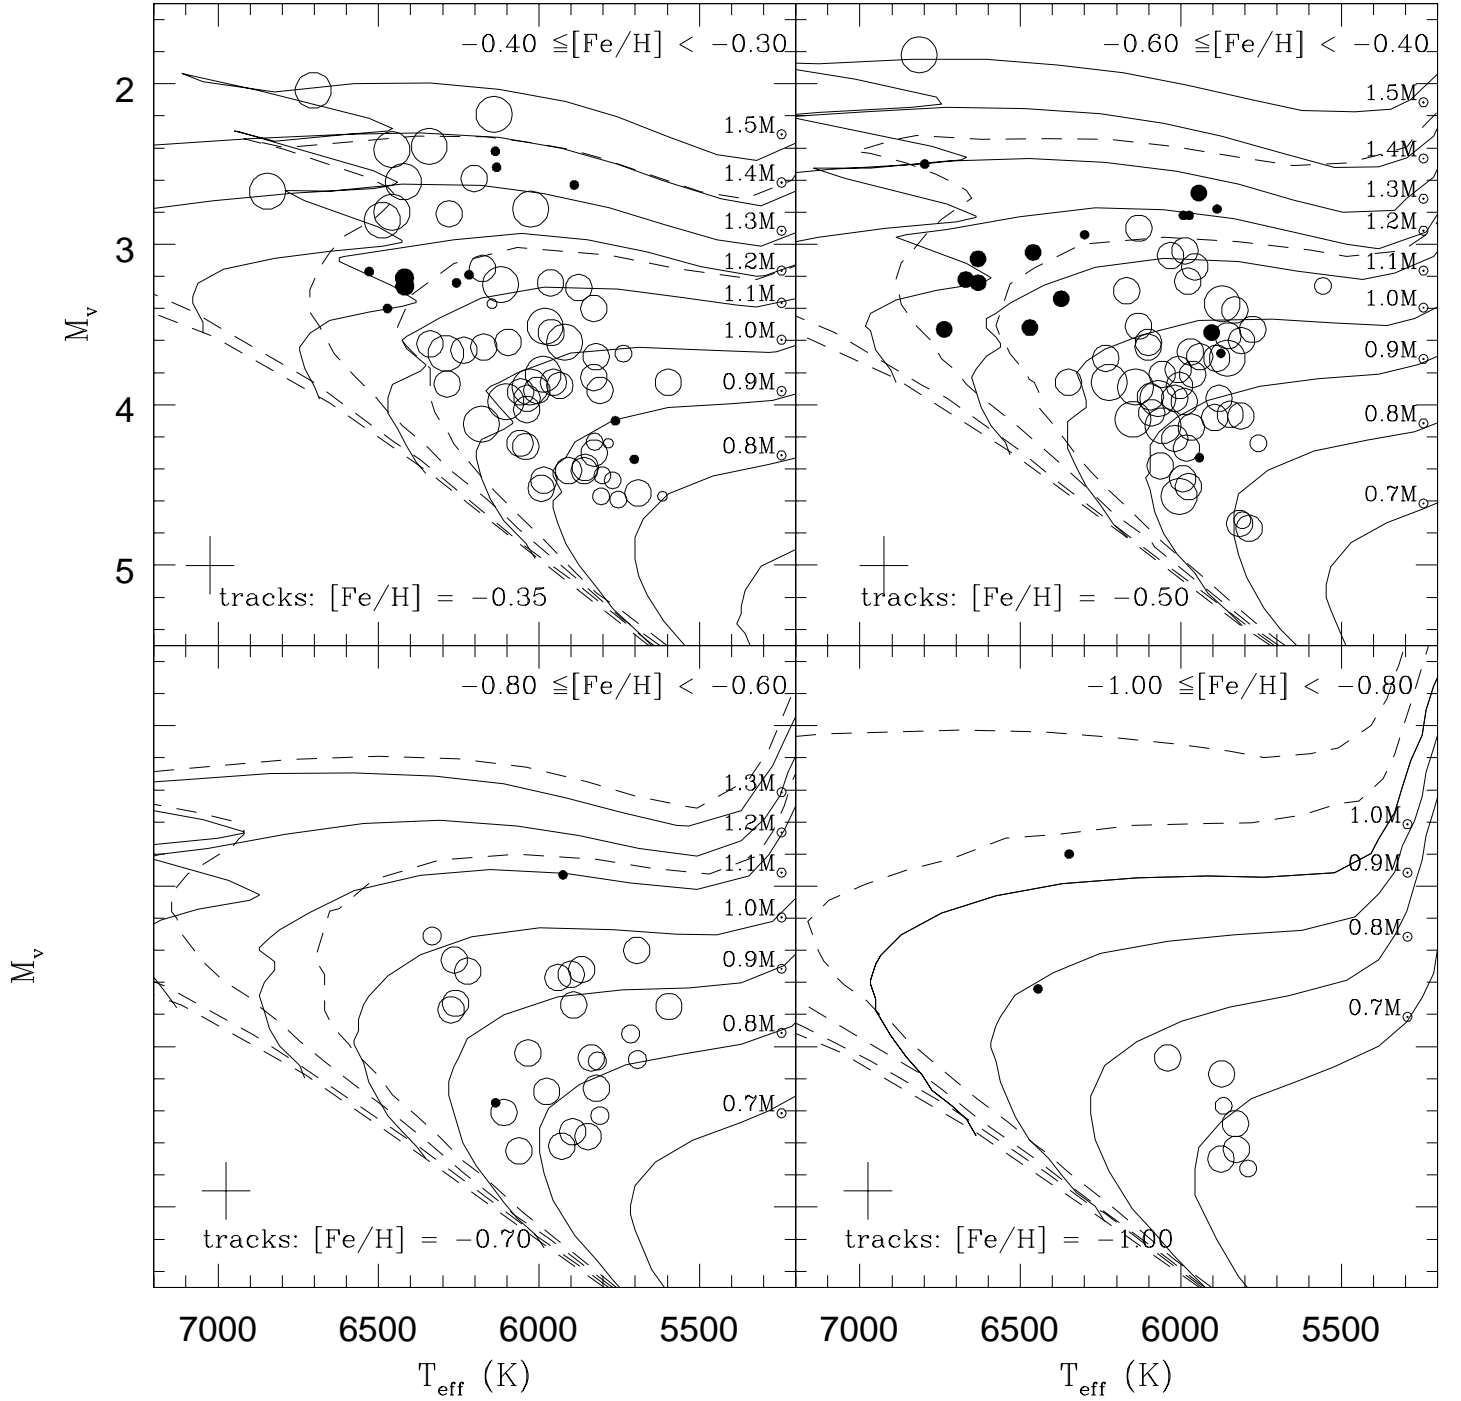 −0.40 ≦[Fe/H] < −0.30
−0.60 ≦[Fe/H] < −0.40
2
3
4
5
M_v
1.5M⊙
1.4M⊙
1.3M⊙
1.2M⊙
1.1M⊙
1.0M⊙
0.9M⊙
0.8M⊙
tracks: [Fe/H] = −0.35
1.5M⊙
1.4M⊙
1.3M⊙
1.2M⊙
1.1M⊙
1.0M⊙
0.9M⊙
0.8M⊙
0.7M⊙
tracks: [Fe/H] = −0.50
−0.80 ≦[Fe/H] < −0.60
−1.00 ≦[Fe/H] < −0.80
M_v
1.3M⊙
1.2M⊙
1.1M⊙
1.0M⊙
0.9M⊙
0.8M⊙
0.7M⊙
tracks: [Fe/H] = −0.70
1.0M⊙
0.9M⊙
0.8M⊙
0.7M⊙
tracks: [Fe/H] = −1.00
7000 6500 6000 5500
7000 6500 6000 5500
T_eff (K)
T_eff (K)